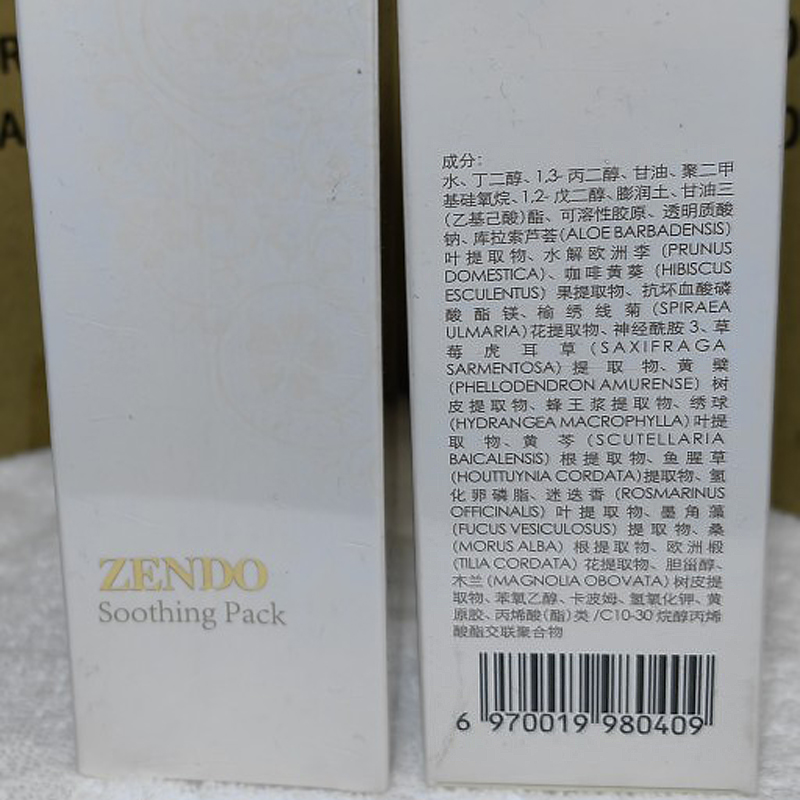 ZENDO
Soothing Pack
成分:
水、丁二醇、1,3-丙二醇、甘油、聚二甲
基硅氧烷、1,2-戊二醇、膨润土、甘油三
(乙基己酸)酯、可溶性胶原、透明质酸
钠、库拉索芦荟(ALOE BARBADENSIS)
叶提取物、水解欧洲李(PRUNUS
DOMESTICA)、咖啡黄葵(HIBISCUS
ESCULENTUS)果提取物、抗坏血酸磷
酸酯镁、榆绣线菊(SPIRAEA
ULMARIA)花提取物、神经酰胺3、草
莓虎耳草(SAXIFRAGA
SARMENTOSA)提取物、黄檗
(PHELLODENDRON AMURENSE)树
皮提取物、蜂王浆提取物、绣球
(HYDRANGEA MACROPHYLLA)叶提
取物、黄芩(SCUTELLARIA
BAICALENSIS)根提取物、鱼腥草
(HOUTTUYNIA CORDATA)提取物、氢
化卵磷脂、迷迭香(ROSMARINUS
OFFICINALIS)叶提取物、墨角藻
(FUCUS VESICULOSUS)提取物、桑
(MORUS ALBA)根提取物、欧洲椴
(TILIA CORDATA)花提取物、胆甾醇、
木兰(MAGNOLIA OBOVATA)树皮提
取物、苯氧乙醇、卡波姆、氢氧化钾、黄
原胶、丙烯酸(酯)类/C10-30烷醇丙烯
酸酯交联聚合物
6 970019 980409